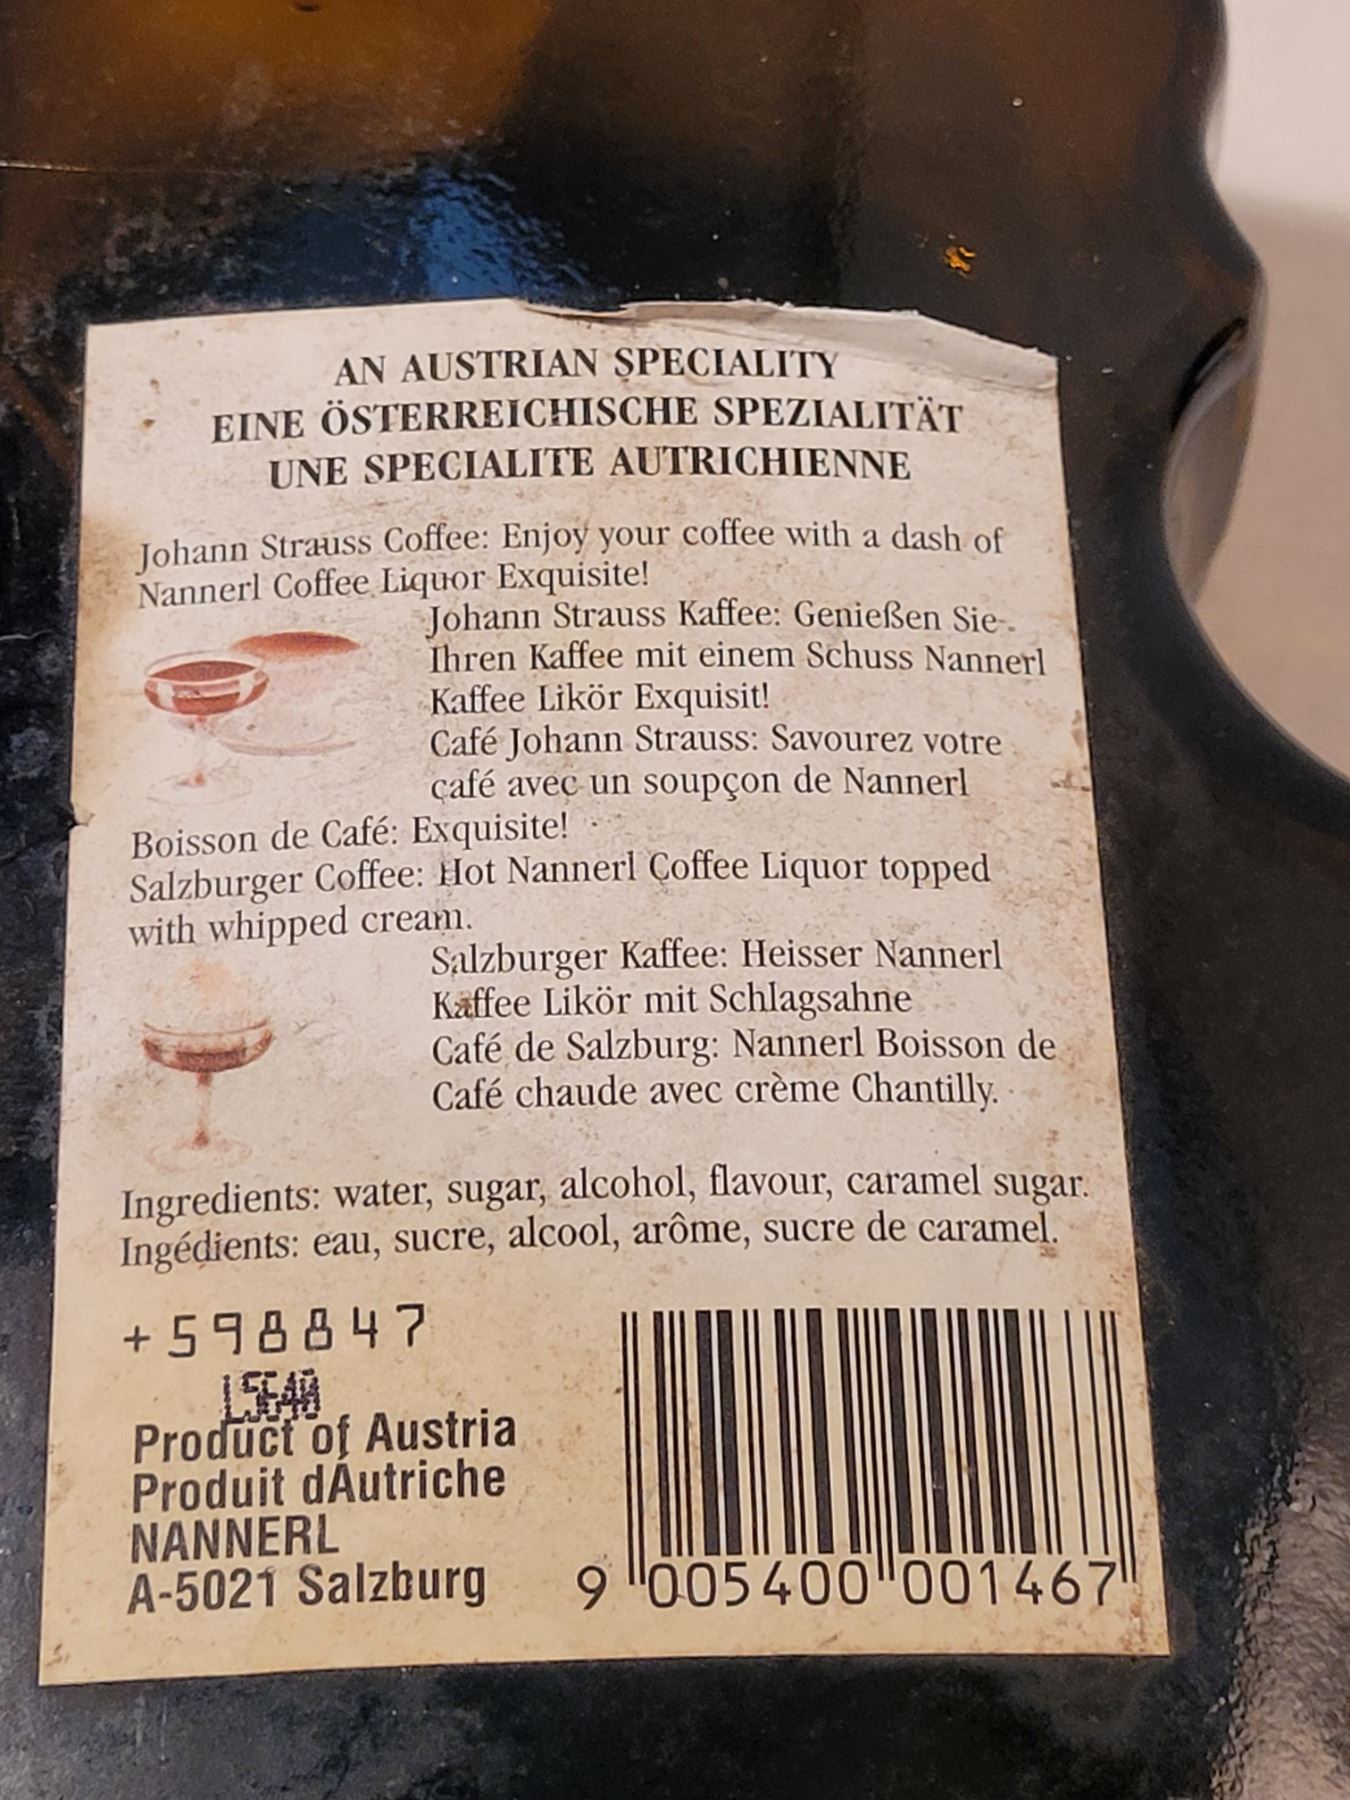 AN AUSTRIAN SPECIALITY
EINE ÖSTERREICHISCHE SPEZIALITÄT
UNE SPECIALITE AUTRICHIENNE
Johann Strauss Coffee: Enjoy your coffee with a dash of
Nannerl Coffee Liquor Exquisite!
Johann Strauss Kaffee: Genießen Sie
Ihren Kaffee mit einem Schuss Nannerl
Kaffee Likör Exquisit!
Café Johann Strauss: Savourez votre
café avec un soupçon de Nannerl
Boisson de Café: Exquisite!
Salzburger Coffee: Hot Nannerl Coffee Liquor topped
with whipped cream.
Salzburger Kaffee: Heisser Nannerl
Kaffee Likör mit Schlagsahne
Café de Salzburg: Nannerl Boisson de
Café chaude avec crème Chantilly.
Ingredients: water, sugar, alcohol, flavour, caramel sugar.
Ingédients: eau, sucre, alcool, arôme, sucre de caramel.
+598847
Product of Austria
Produit dÁutriche
NANNERL
A-5021 Salzburg
9 005400 001467